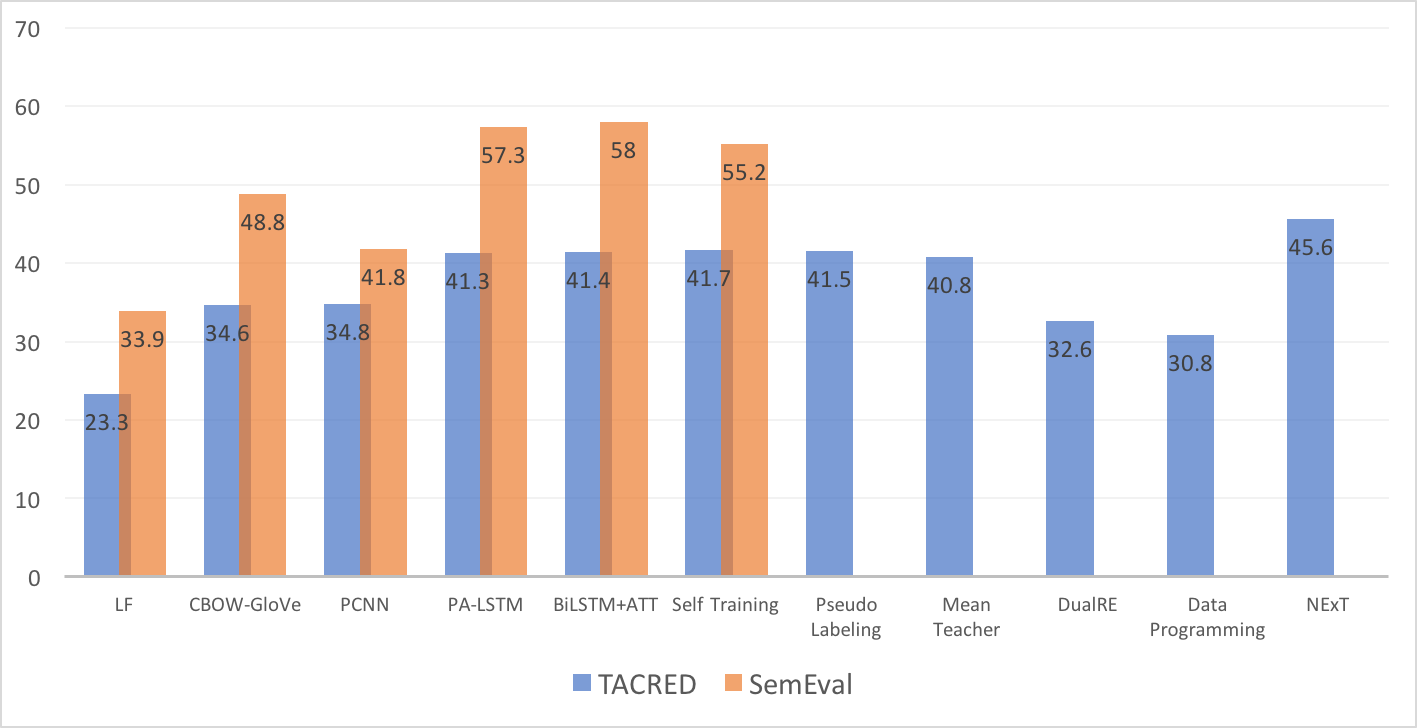 70
60
50
40
30
20
10
0
23.3
33.9
34.6
48.8
34.8
41.8
41.3
57.3
41.4
58
41.7
55.2
41.5
40.8
32.6
30.8
45.6
LF
CBOW-GloVe
PCNN
PA-LSTM
BiLSTM+ATT
Self Training
Pseudo
Labeling
Mean
Teacher
DualRE
Data
Programming
NExT
TACRED
SemEval